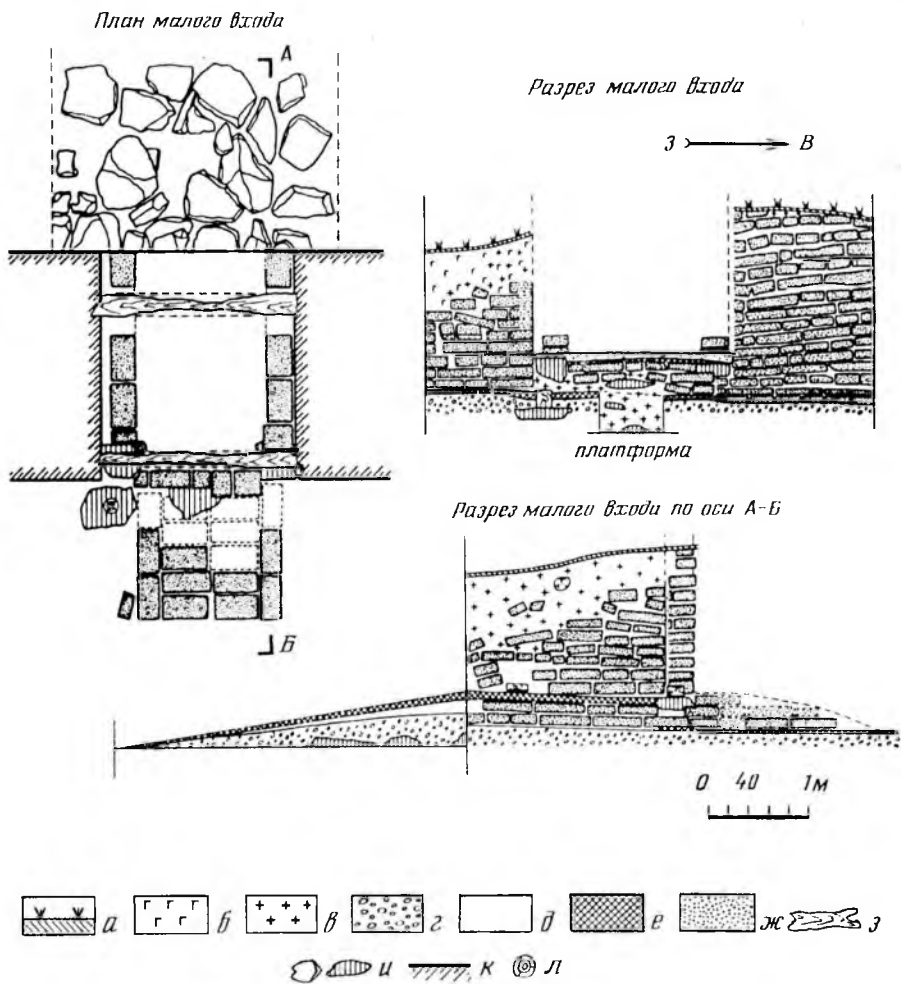 План малого входа
А
Разрез малого входа
З В
платформа
Разрез малого входа по оси А-Б
Б
0 40 1м
а б в г д е ж з
и к л